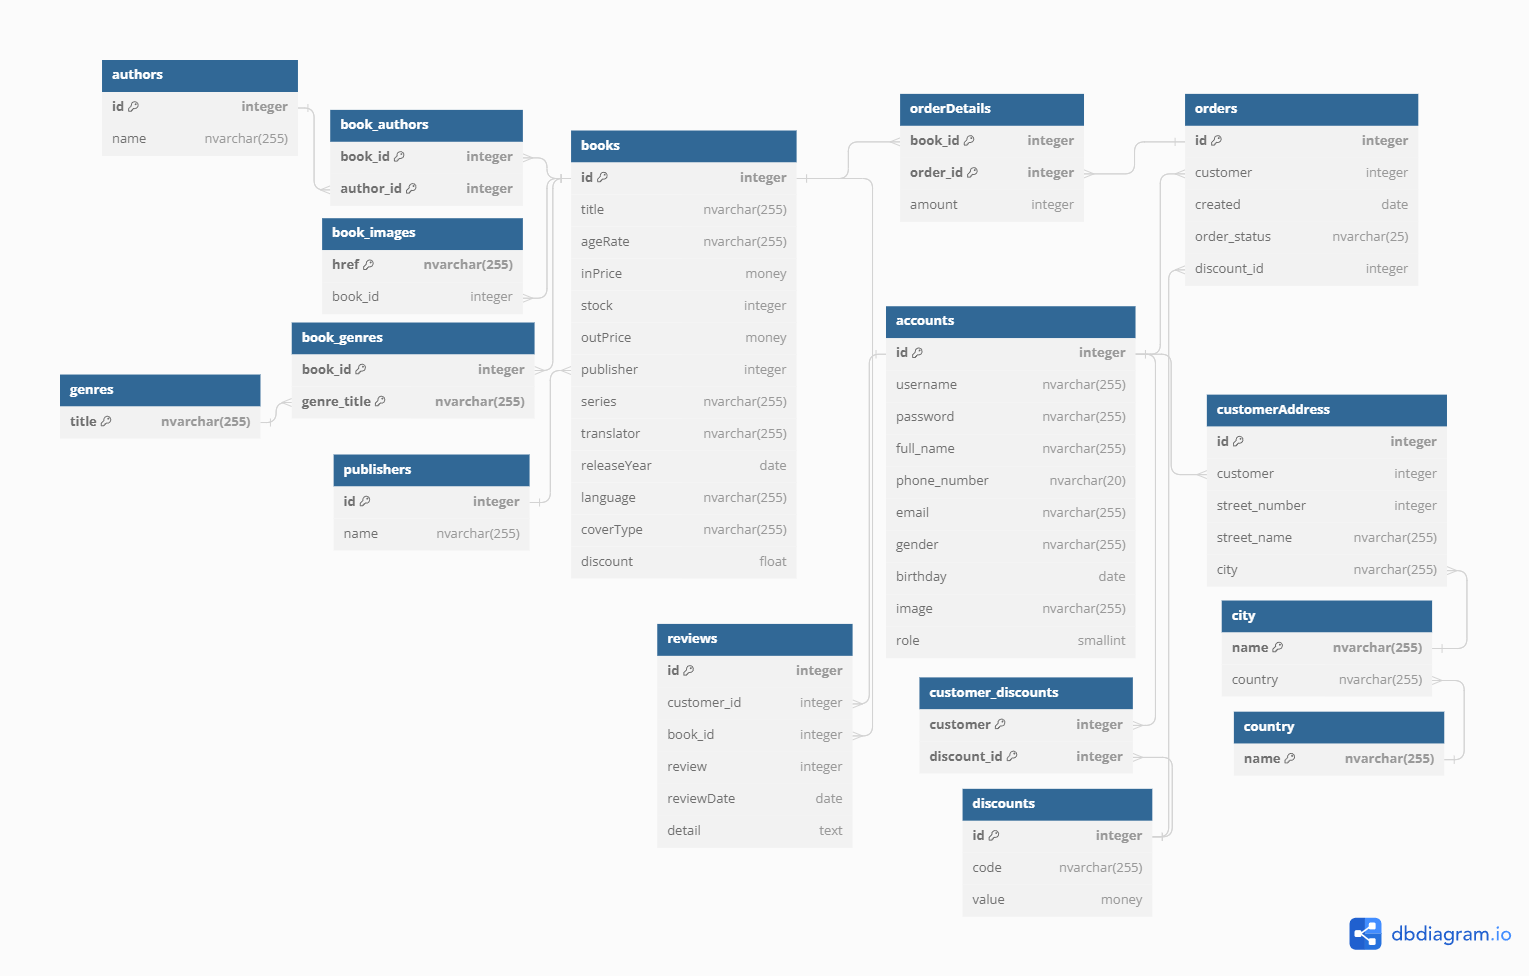 authors
id integer
name nvarchar(255)
book_authors
book_id integer
author_id integer
book_images
href nvarchar(255)
book_id integer
book_genres
book_id integer
genre_title nvarchar(255)
genres
title nvarchar(255)
publishers
id integer
name nvarchar(255)
books
id integer
title nvarchar(255)
ageRate nvarchar(255)
inPrice money
stock integer
outPrice money
publisher integer
series nvarchar(255)
translator nvarchar(255)
releaseYear date
language nvarchar(255)
coverType nvarchar(255)
discount float
reviews
id integer
customer_id integer
book_id integer
review integer
reviewDate date
detail text
orderDetails
book_id integer
order_id integer
amount integer
accounts
id integer
username nvarchar(255)
password nvarchar(255)
full_name nvarchar(255)
phone_number nvarchar(20)
email nvarchar(255)
gender nvarchar(255)
birthday date
image nvarchar(255)
role smallint
customer_discounts
customer integer
discount_id integer
discounts
id integer
code nvarchar(255)
value money
orders
id integer
customer integer
created date
order_status nvarchar(25)
discount_id integer
customerAddress
id integer
customer integer
street_number integer
street_name nvarchar(255)
city nvarchar(255)
city
name nvarchar(255)
country nvarchar(255)
country
name nvarchar(255)
dbdiagram.io